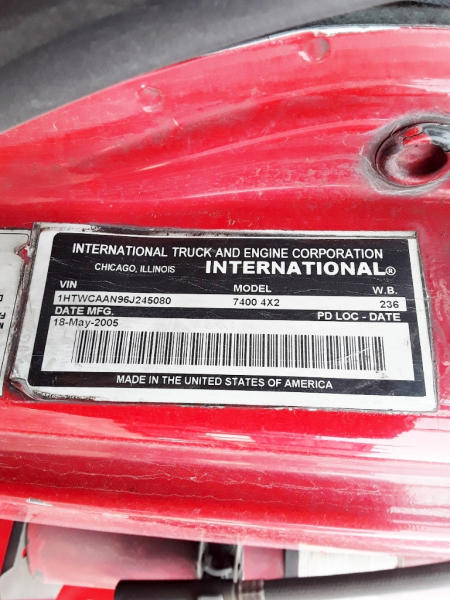 INTERNATIONAL TRUCK AND ENGINE CORPORATION
CHICAGO, ILLINOIS INTERNATIONAL®
VIN MODEL W.B.
1HTWCAAN96J245080 7400 4X2 236
DATE MFG. PD LOC - DATE
18-May-2005
MADE IN THE UNITED STATES OF AMERICA